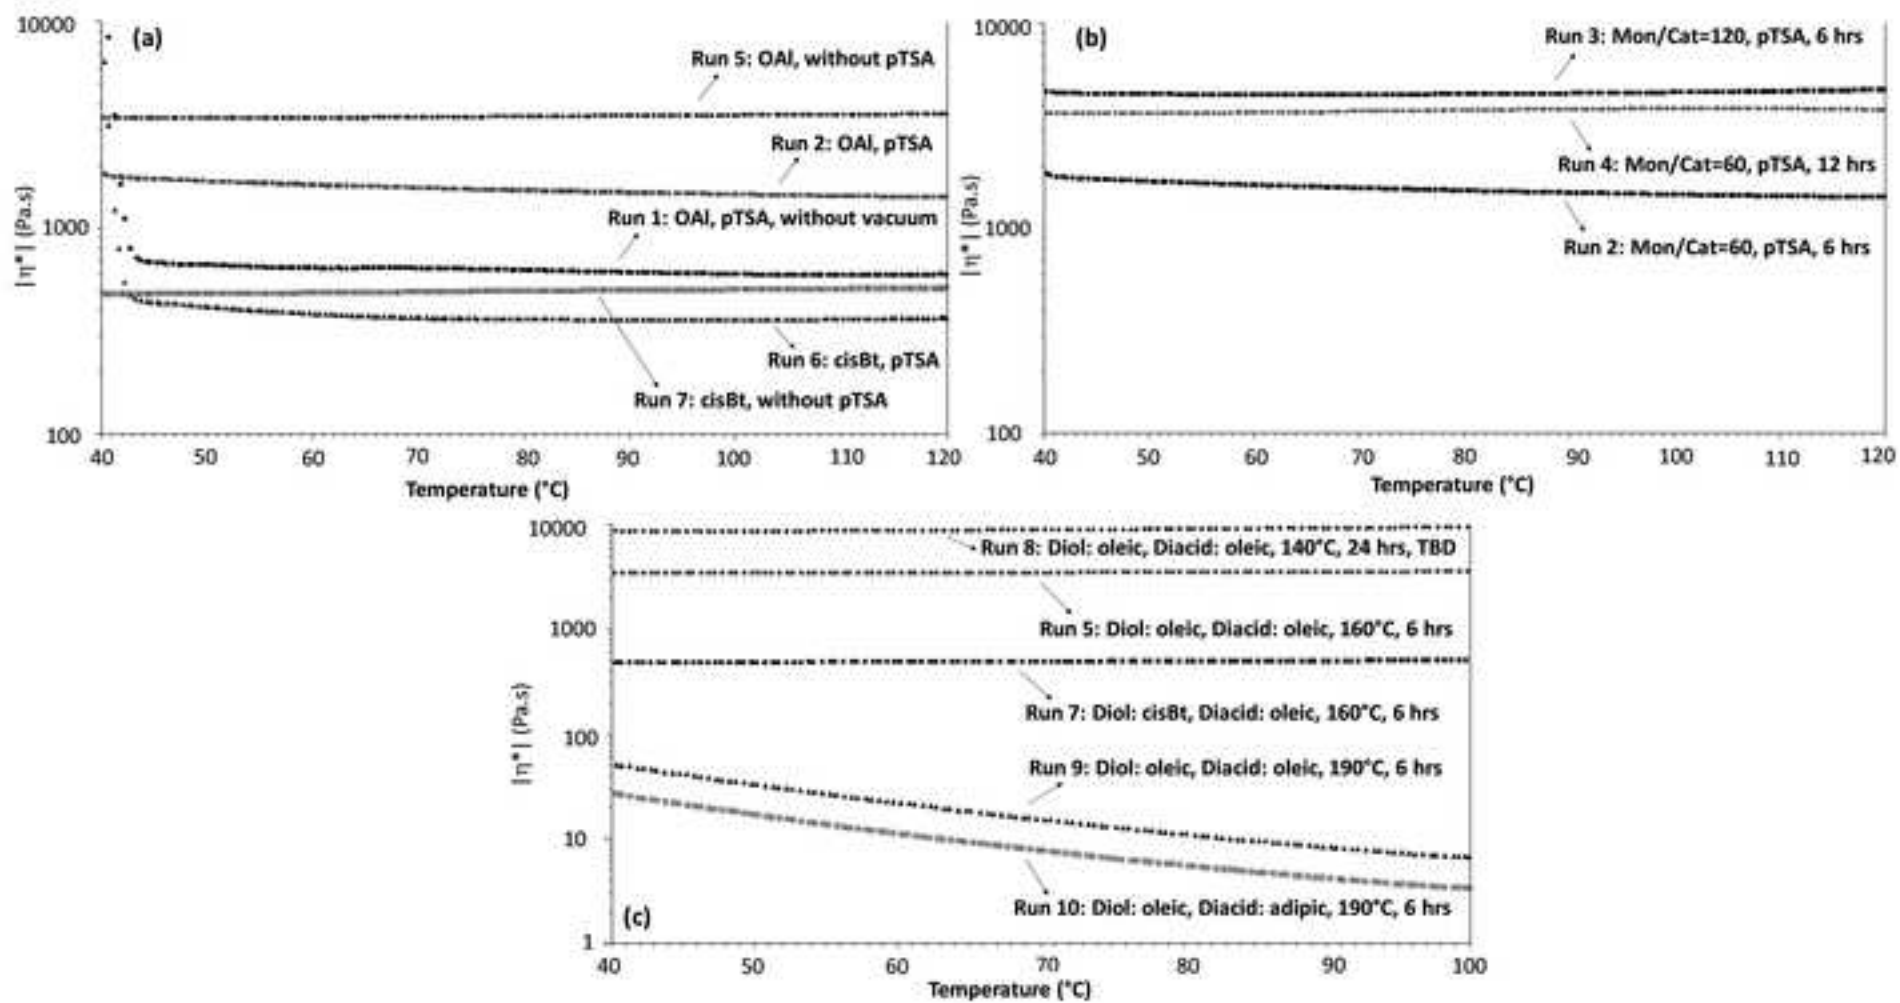 10000
(a)
Run 5: OAl, without pTSA
Run 2: OAl, pTSA
Run 1: OAl, pTSA, without vacuum
1000
|η*| (Pa.s)
Run 6: cisBt, pTSA
Run 7: cisBt, without pTSA
100
40 50 60 70 80 90 100 110 120
Temperature (°C)
10000
(b)
Run 3: Mon/Cat=120, pTSA, 6 hrs
Run 4: Mon/Cat=60, pTSA, 12 hrs
|η*| (Pa.s)
1000
Run 2: Mon/Cat=60, pTSA, 6 hrs
100
40 50 60 70 80 90 100 110 120
Temperature (°C)
10000
Run 8: Diol: oleic, Diacid: oleic, 140°C, 24 hrs, TBD
1000
Run 5: Diol: oleic, Diacid: oleic, 160°C, 6 hrs
Run 7: Diol: cisBt, Diacid: oleic, 160°C, 6 hrs
|η*| (Pa.s)
100
Run 9: Diol: oleic, Diacid: oleic, 190°C, 6 hrs
10
Run 10: Diol: oleic, Diacid: adipic, 190°C, 6 hrs
(c)
1
40 50 60 70 80 90 100
Temperature (°C)